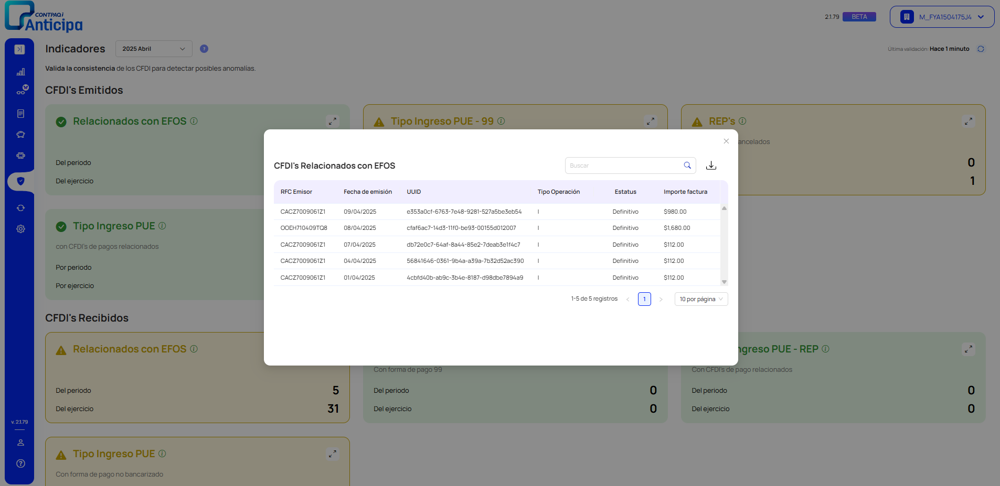 CONTPAQi
Anticipa
2.1.79 BETA
M_FYA1504175J4
Indicadores
2025 Abril
?
Última validación: Hace 1 minuto
Valida la consistencia de los CFDI para detectar posibles anomalías.
CFDI's Emitidos
Relacionados con EFOS
Tipo Ingreso PUE - 99
REP's
ancelados
Del periodo
0
Del ejercicio
1
CFDI's Relacionados con EFOS
Buscar
RFC Emisor Fecha de emisión UUID Tipo Operación Estatus Importe factura
CACZ7009061Z1 09/04/2025 e353a0cf-6763-7e48-9281-527a5be3eb54 I Definitivo $980.00
OOEH710409TQ8 08/04/2025 cfaf6ac7-14d3-11f0-be93-00155d012007 I Definitivo $1,680.00
CACZ7009061Z1 07/04/2025 db72e0c7-64af-8a44-85e2-7deab3e1f4c7 I Definitivo $112.00
CACZ7009061Z1 04/04/2025 56841646-0361-9b4a-a39a-7b32d52ac390 I Definitivo $112.00
CACZ7009061Z1 01/04/2025 4cbfd40b-ab9c-3b4e-8187-d98dbe7894a9 I Definitivo $112.00
1-5 de 5 registros < 1 > 10 por página
Tipo Ingreso PUE
con CFDI's de pagos relacionados
Por periodo
Por ejercicio
CFDI's Recibidos
Relacionados con EFOS
Del periodo 5
Del ejercicio 31
Con forma de pago 99
Del periodo 0
Del ejercicio 0
ngreso PUE - REP
Con CFDI's de pago relacionados
Del periodo 0
Del ejercicio 0
Tipo Ingreso PUE
Con forma de pago no bancarizado
v. 2.1.79